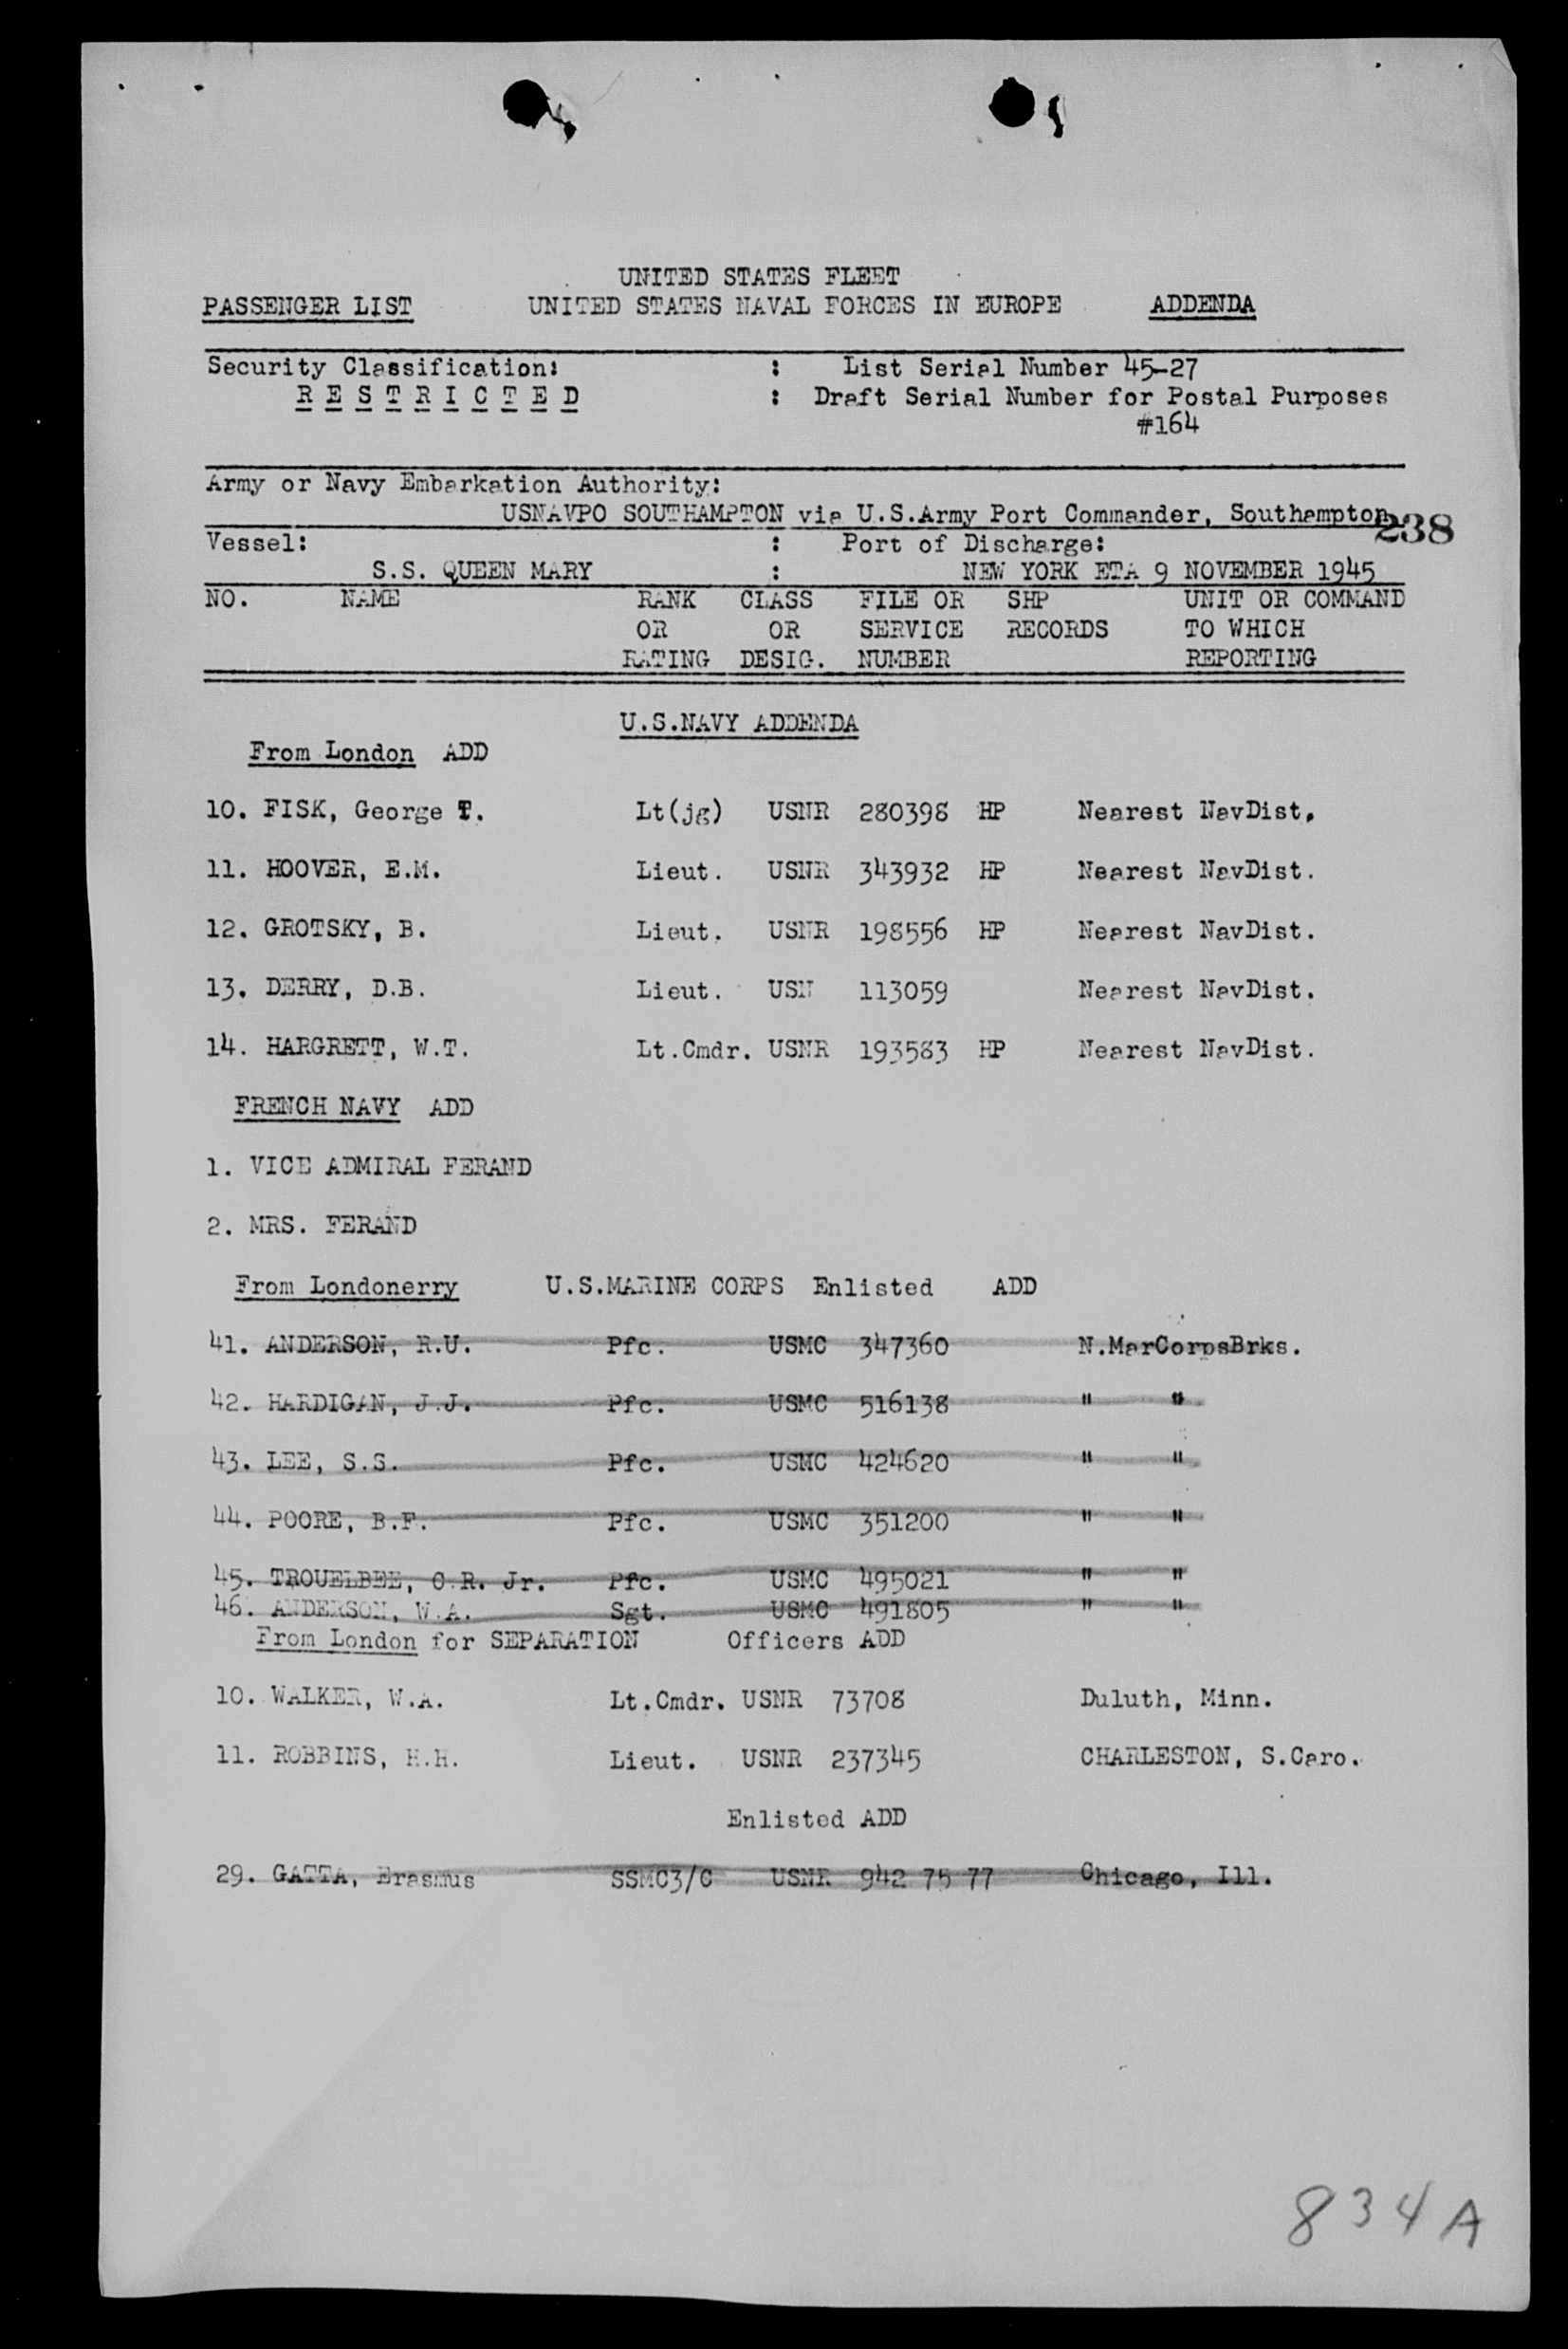 UNITED STATES FLEET
PASSENGER LIST UNITED STATES NAVAL FORCES IN EUROPE ADDENDA
Security Classification: : List Serial Number 45-27
R E S T R I C T E D : Draft Serial Number for Postal Purposes
#164
Army or Navy Embarkation Authority:
USNAVPO SOUTHAMPTON via U.S.Army Port Commander, Southampton
238
Vessel: : Port of Discharge:
S.S. QUEEN MARY : NEW YORK ETA 9 NOVEMBER 1945
NO. NAME RANK CLASS FILE OR SHP UNIT OR COMMAND
OR OR SERVICE RECORDS TO WHICH
RATING DESIG. NUMBER REPORTING
U.S.NAVY ADDENDA
From London ADD
10. FISK, George T. Lt(jg) USNR 280398 HP Nearest NavDist.
11. HOOVER, E.M. Lieut. USNR 343932 HP Nearest NavDist.
12. GROTSKY, B. Lieut. USNR 198556 HP Nearest NavDist.
13. DERRY, D.B. Lieut. USN 113059 Nearest NavDist.
14. HARGRETT, W.T. Lt.Cmdr. USNR 193583 HP Nearest NavDist.
FRENCH NAVY ADD
1. VICE ADMIRAL FERAND
2. MRS. FERAND
From Londonerry U.S.MARINE CORPS Enlisted ADD
41. ANDERSON, R.U. Pfc. USMC 347360 N.MarCorpsBrks.
42. HARDIGAN, J.J. Pfc. USMC 516138 " "
43. LEE, S.S. Pfc. USMC 424620 " "
44. POORE, B.F. Pfc. USMC 351200 " "
45. TROUELBEE, O.R. Jr. Pfc. USMC 495021 " "
46. ANDERSON, W.A. Sgt. USMC 491805 " "
From London for SEPARATION Officers ADD
10. WALKER, W.A. Lt.Cmdr. USNR 73708 Duluth, Minn.
11. ROBBINS, H.H. Lieut. USNR 237345 CHARLESTON, S.Caro.
Enlisted ADD
29. GATTA, Erasmus SSMC3/C USNR 942 75 77 Chicago, Ill.
834A